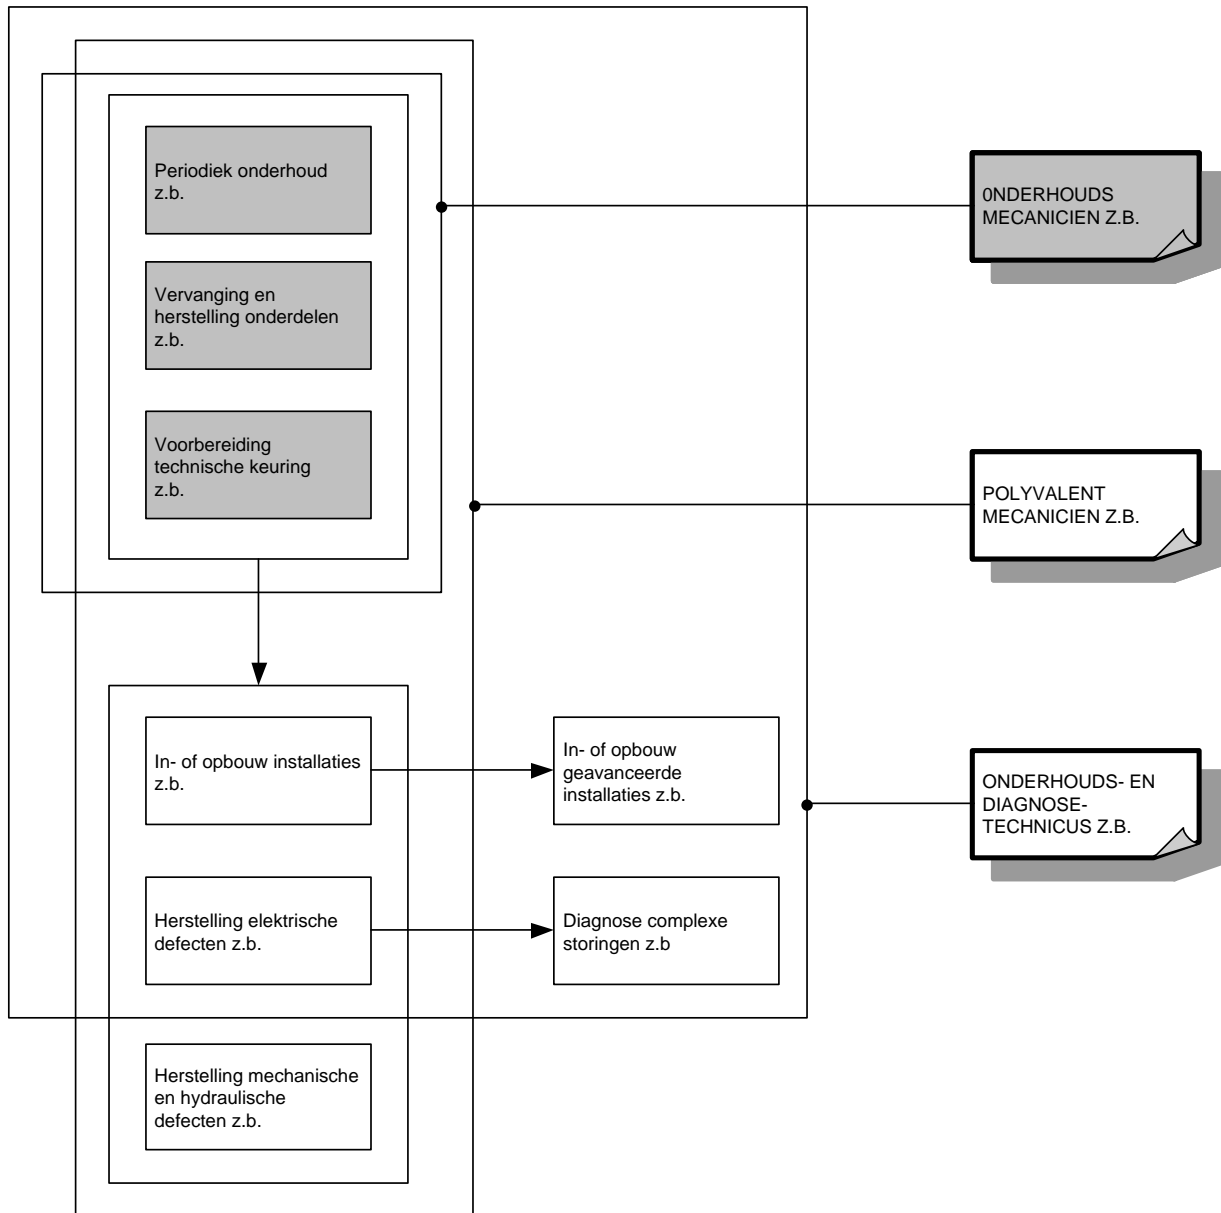 Periodiek onderhoud
z.b.
Vervanging en
herstelling onderdelen
z.b.
Voorbereiding
technische keuring
z.b.
0NDERHOUDS
MECANICIEN Z.B.
POLYVALENT
MECANICIEN Z.B.
In- of opbouw installaties
z.b.
In- of opbouw
geavanceerde
installaties z.b.
ONDERHOUDS- EN
DIAGNOSE-
TECHNICUS Z.B.
Herstelling elektrische
defecten z.b.
Diagnose complexe
storingen z.b
Herstelling mechanische
en hydraulische
defecten z.b.